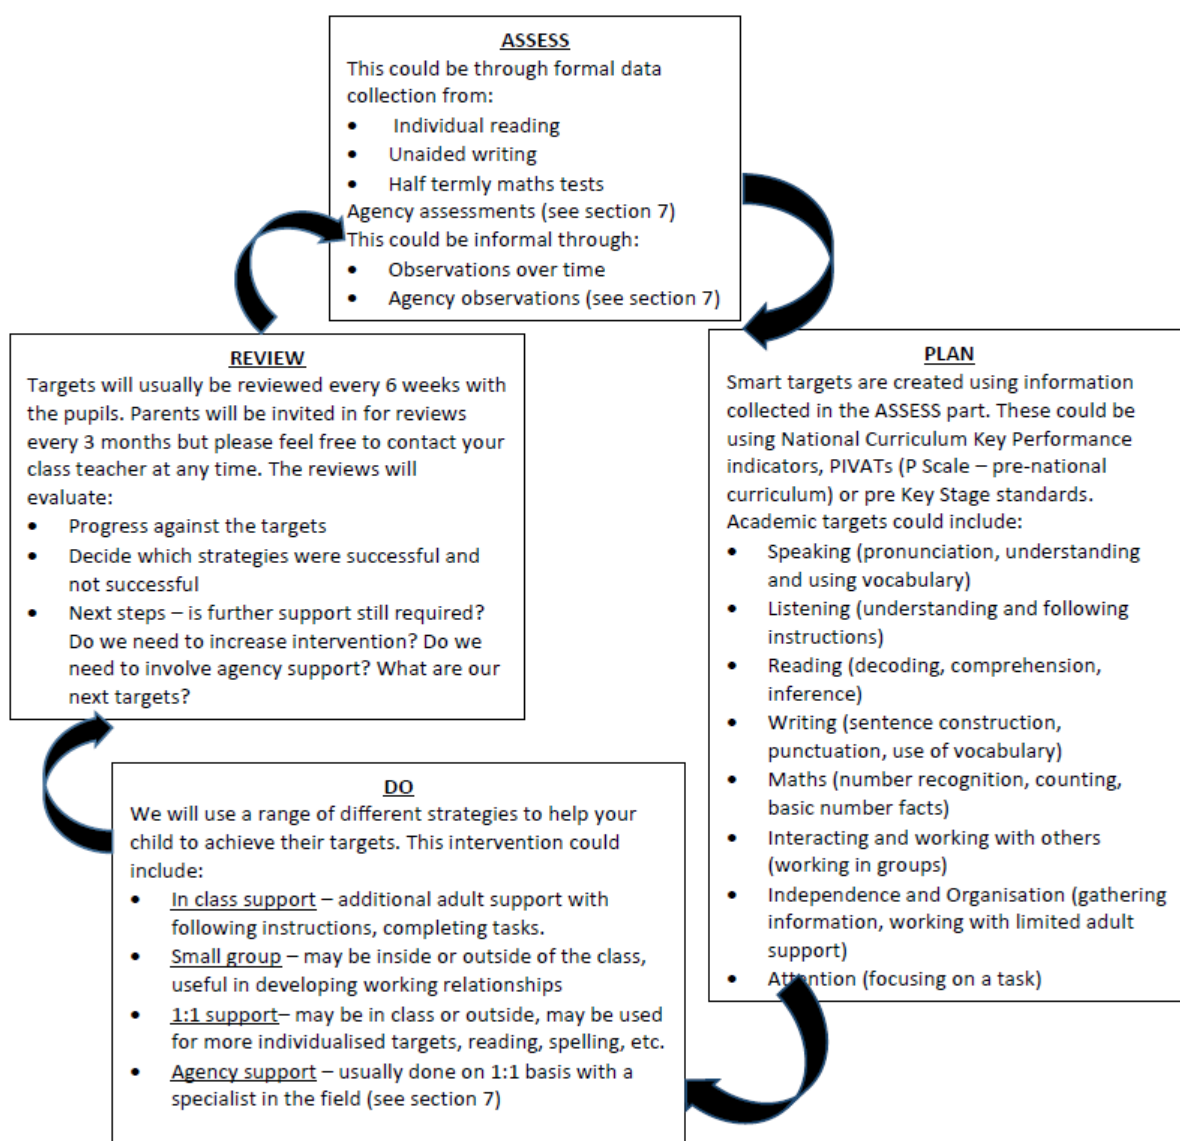 ASSESS
This could be through formal data
collection from:
• Individual reading
• Unaided writing
• Half termly maths tests
Agency assessments (see section 7)
This could be informal through:
• Observations over time
• Agency observations (see section 7)
PLAN
Smart targets are created using information
collected in the ASSESS part. These could be
using National Curriculum Key Performance
indicators, PIVATs (P Scale – pre-national
curriculum) or pre Key Stage standards.
Academic targets could include:
• Speaking (pronunciation, understanding
and using vocabulary)
• Listening (understanding and following
instructions)
• Reading (decoding, comprehension,
inference)
• Writing (sentence construction,
punctuation, use of vocabulary)
• Maths (number recognition, counting,
basic number facts)
• Interacting and working with others
(working in groups)
• Independence and Organisation (gathering
information, working with limited adult
support)
• Attention (focusing on a task)
DO
We will use a range of different strategies to help your
child to achieve their targets. This intervention could
include:
• In class support – additional adult support with
following instructions, completing tasks.
• Small group – may be inside or outside of the class,
useful in developing working relationships
• 1:1 support– may be in class or outside, may be used
for more individualised targets, reading, spelling, etc.
• Agency support – usually done on 1:1 basis with a
specialist in the field (see section 7)
REVIEW
Targets will usually be reviewed every 6 weeks with
the pupils. Parents will be invited in for reviews
every 3 months but please feel free to contact your
class teacher at any time. The reviews will
evaluate:
• Progress against the targets
• Decide which strategies were successful and
not successful
• Next steps – is further support still required?
Do we need to increase intervention? Do we
need to involve agency support? What are our
next targets?